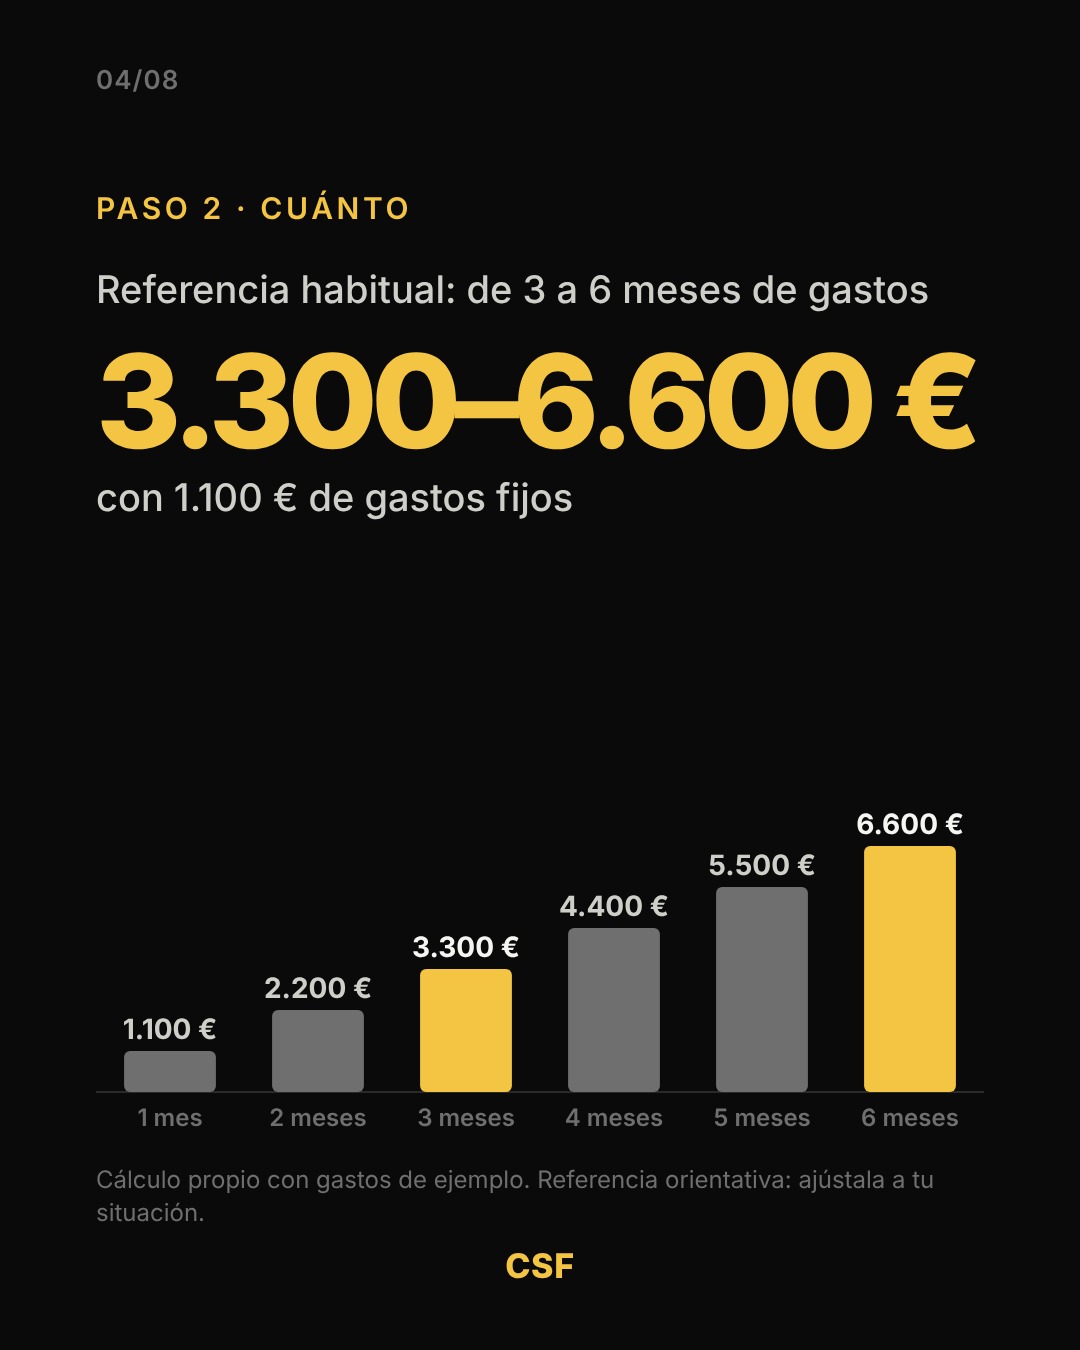 04/08
PASO 2 · CUÁNTO
Referencia habitual: de 3 a 6 meses de gastos
3.300–6.600 €
con 1.100 € de gastos fijos
1.100 €
2.200 €
3.300 €
4.400 €
5.500 €
6.600 €
1 mes
2 meses
3 meses
4 meses
5 meses
6 meses
Cálculo propio con gastos de ejemplo. Referencia orientativa: ajústala a tu
situación.
CSF